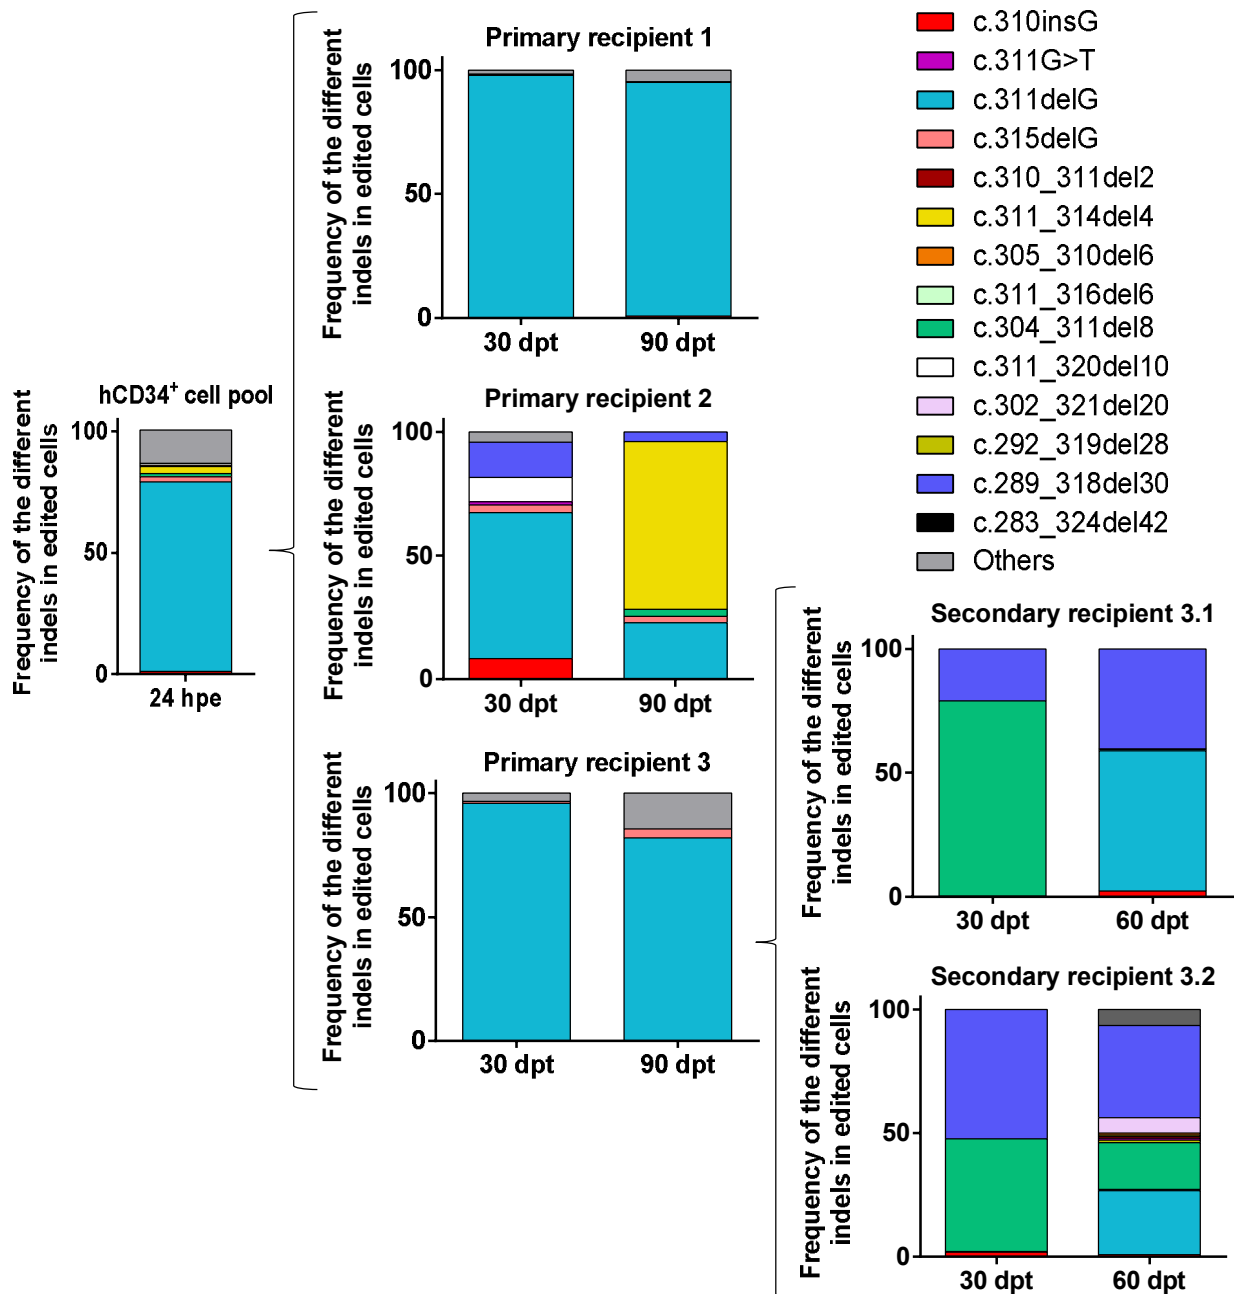 hCD34+ cell pool
Frequency of the different
indels in edited cells
100
50
0
24 hpe
Primary recipient 1
Frequency of the different
indels in edited cells
100
50
0
30 dpt
90 dpt
Primary recipient 2
Frequency of the different
indels in edited cells
100
50
0
30 dpt
90 dpt
Primary recipient 3
Frequency of the different
indels in edited cells
100
50
0
30 dpt
90 dpt
c.310insG
c.311G>T
c.311delG
c.315delG
c.310_311del2
c.311_314del4
c.305_310del6
c.311_316del6
c.304_311del8
c.311_320del10
c.302_321del20
c.292_319del28
c.289_318del30
c.283_324del42
Others
Secondary recipient 3.1
Frequency of the different
indels in edited cells
100
50
0
30 dpt
60 dpt
Secondary recipient 3.2
Frequency of the different
indels in edited cells
100
50
0
30 dpt
60 dpt